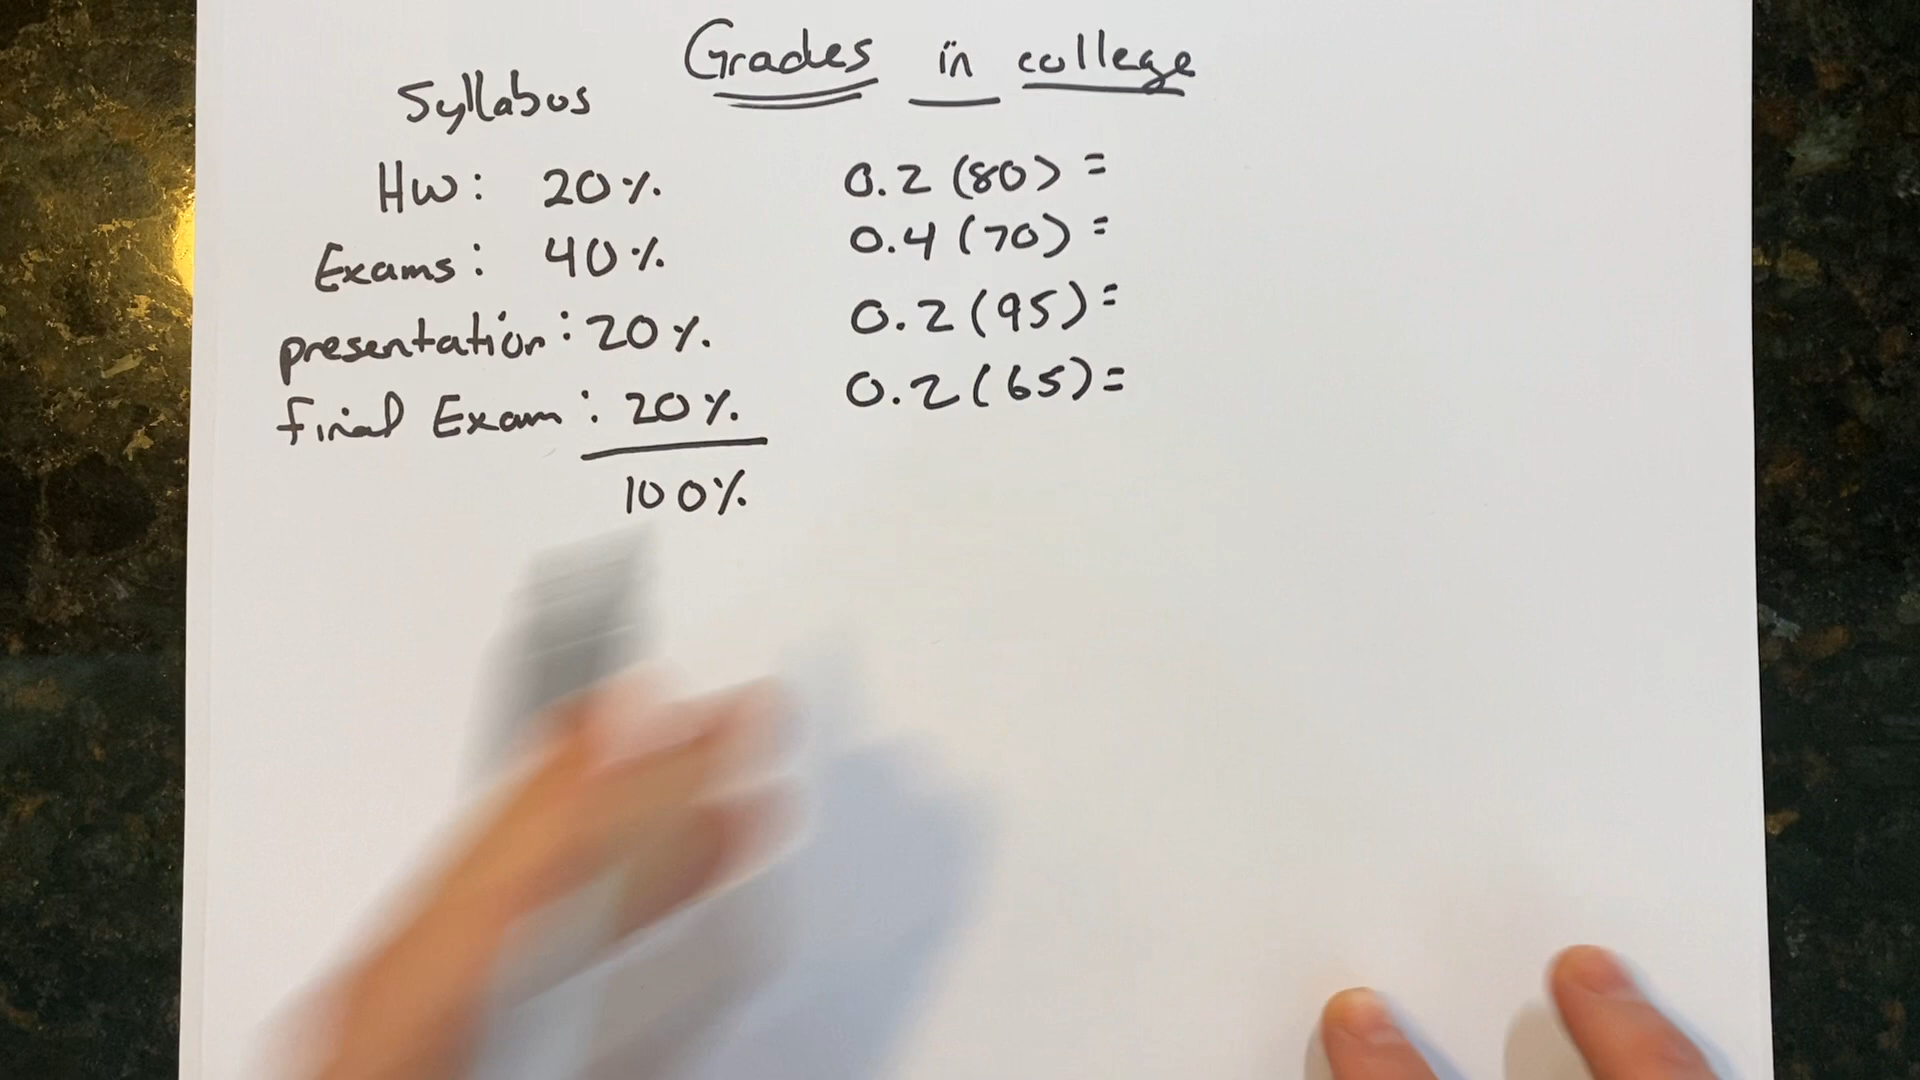 Grades in college
Syllabus
HW: 20%
Exams: 40%
presentation: 20%
final Exam: 20%
100%
0.2 (80) =
0.4 (70) =
0.2 (95) =
0.2 (65) =